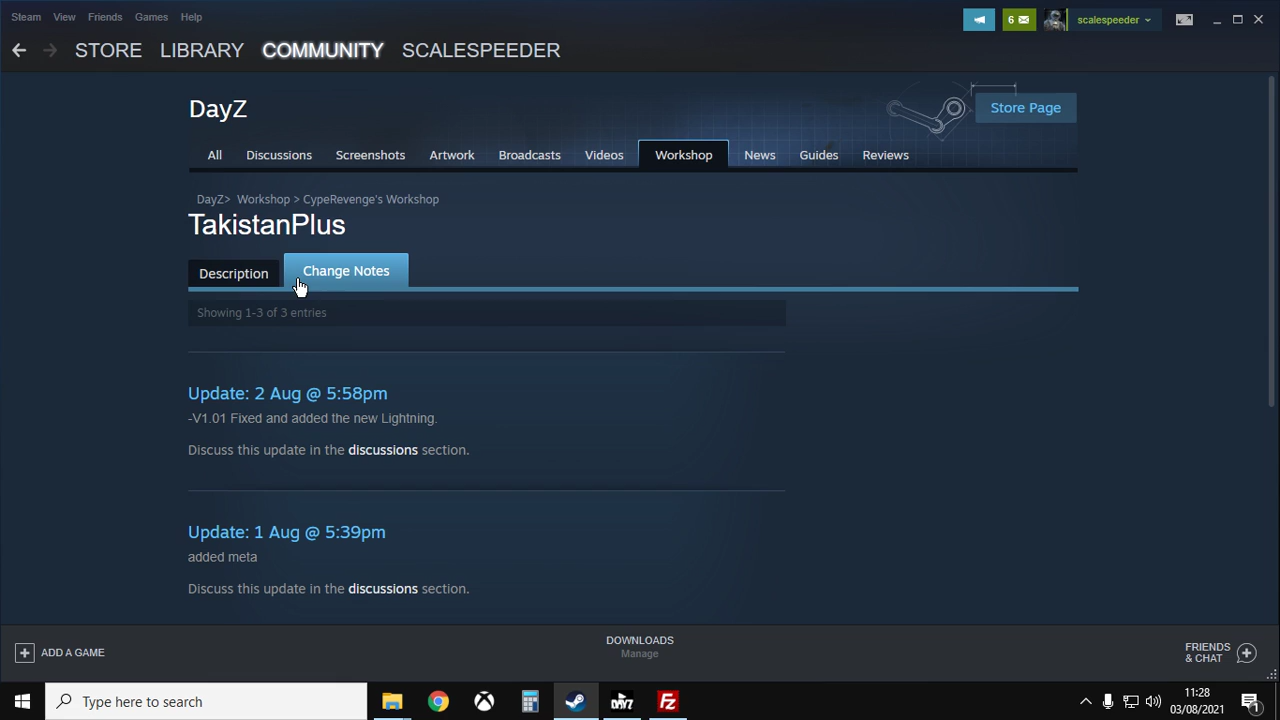 Steam View Friends Games Help
6
scalespeeder
STORE LIBRARY COMMUNITY SCALESPEEDER
DayZ
Store Page
All Discussions Screenshots Artwork Broadcasts Videos Workshop News Guides Reviews
DayZ> Workshop > CypeRevenge's Workshop
TakistanPlus
Description Change Notes
Showing 1-3 of 3 entries
Update: 2 Aug @ 5:58pm
-V1.01 Fixed and added the new Lightning.
Discuss this update in the discussions section.
Update: 1 Aug @ 5:39pm
added meta
Discuss this update in the discussions section.
ADD A GAME
DOWNLOADS
Manage
FRIENDS
& CHAT
Type here to search
DAYZ
Fz
11:28
03/08/2021
1